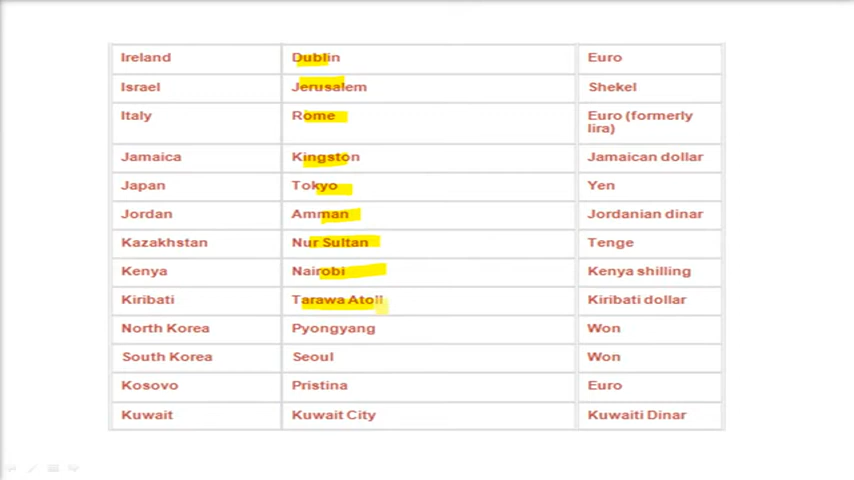 Ireland Dublin Euro
Israel Jerusalem Shekel
Italy Rome Euro (formerly
lira)
Jamaica Kingston Jamaican dollar
Japan Tokyo Yen
Jordan Amman Jordanian dinar
Kazakhstan Nur Sultan Tenge
Kenya Nairobi Kenya shilling
Kiribati Tarawa Atoll Kiribati dollar
North Korea Pyongyang Won
South Korea Seoul Won
Kosovo Pristina Euro
Kuwait Kuwait City Kuwaiti Dinar